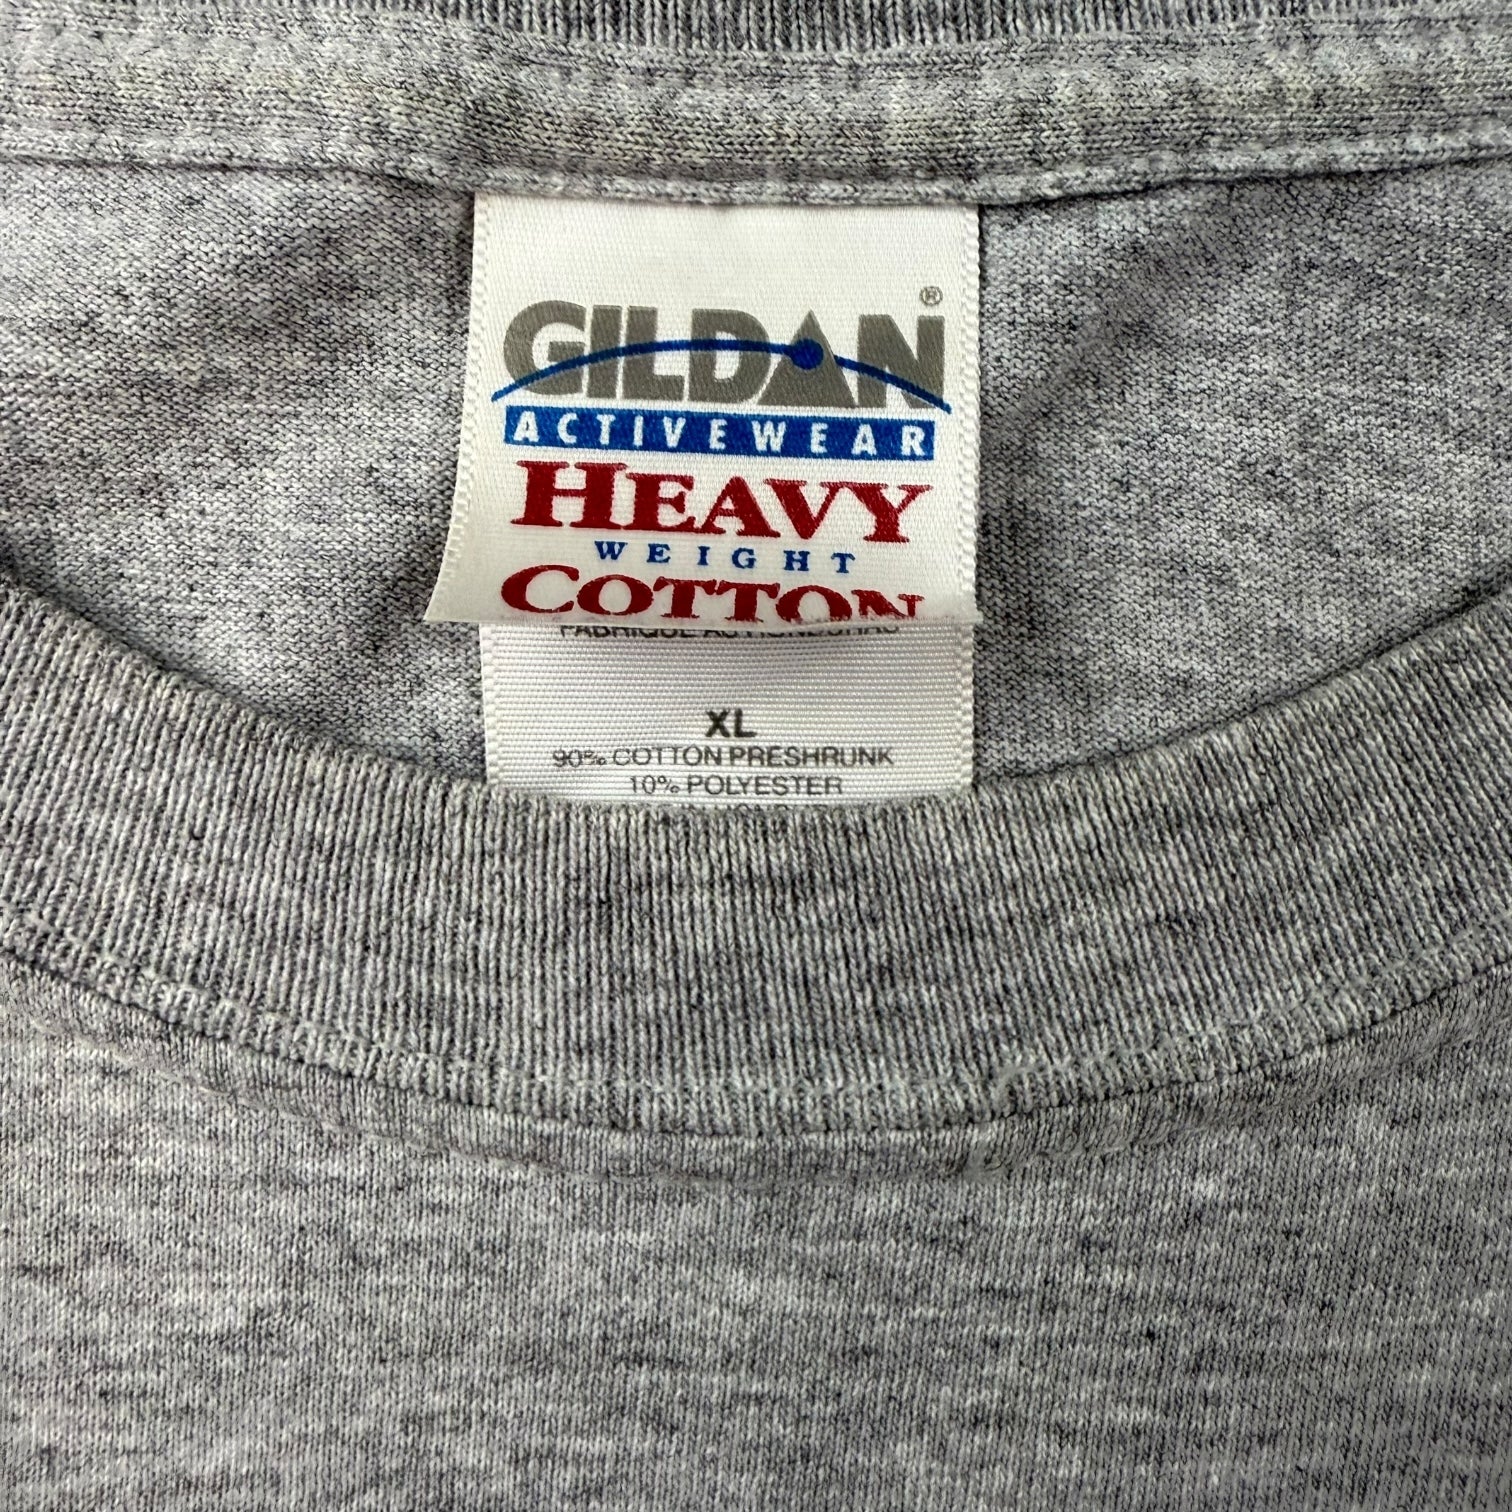 GILDAN®
ACTIVEWEAR
HEAVY
WEIGHT
COTTON
XL
90% COTTON PRESHRUNK
10% POLYESTER